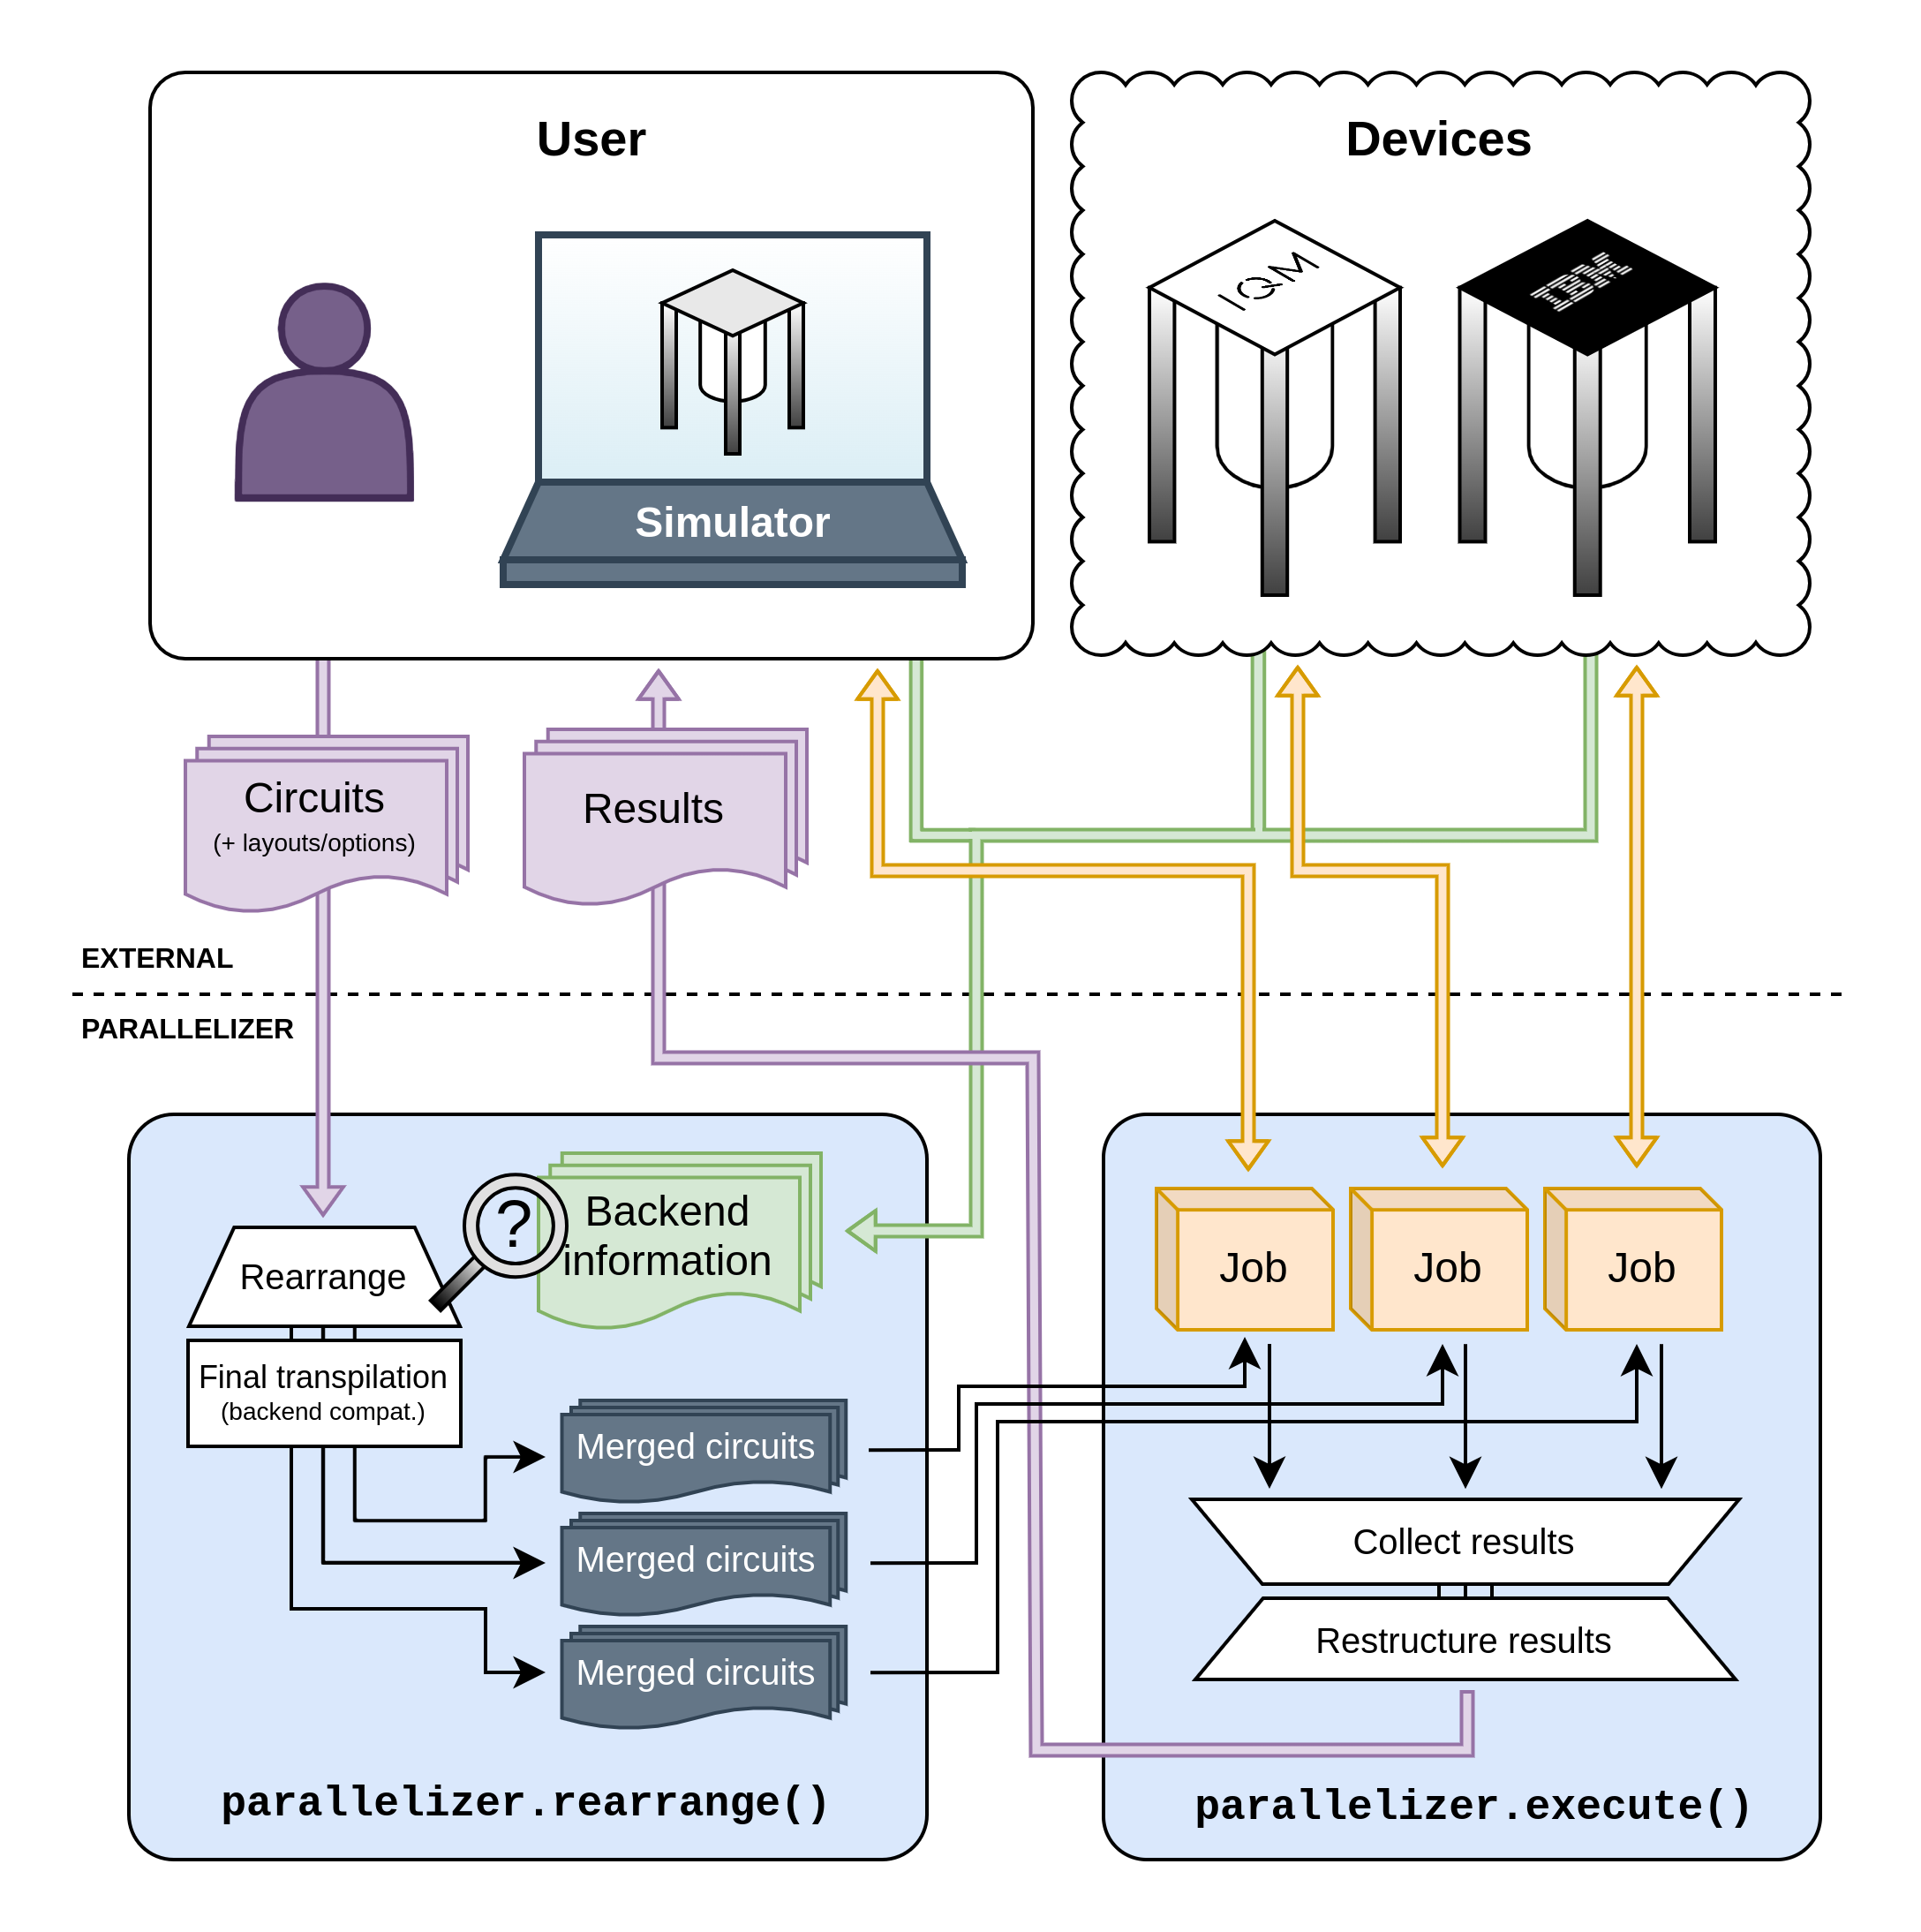 User
Devices
IQM
IBM
Simulator
Circuits
(+ layouts/options)
Results
EXTERNAL
PARALLELIZER
Rearrange
?
Backend
information
Final transpilation
(backend compat.)
Merged circuits
Merged circuits
Merged circuits
parallelizer.rearrange()
Job
Job
Job
Collect results
Restructure results
parallelizer.execute()